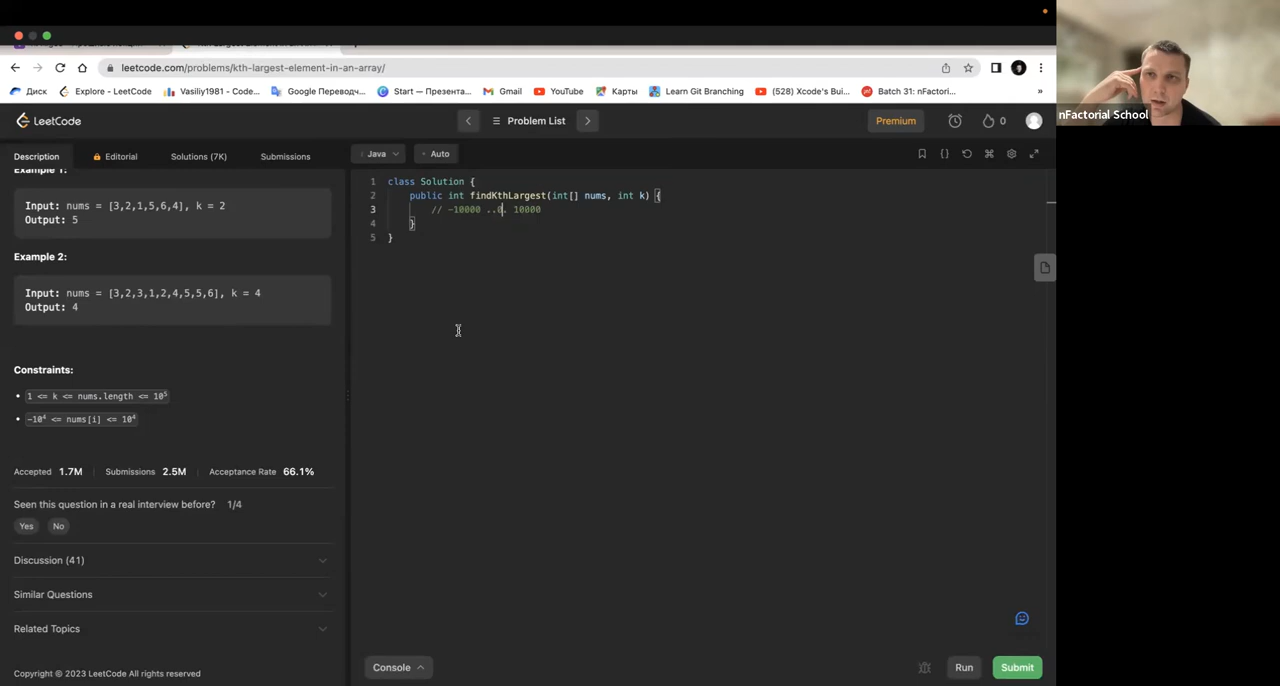 leetcode.com/problems/kth-largest-element-in-an-array/
Диск Explore - LeetCode Vasiliy1981 - Code... Google Переводч... Start — Презента... Gmail YouTube Карты Learn Git Branching (528) Xcode's Bui... Batch 31: nFactori... »
nFactorial School
LeetCode Problem List Premium 0
Description Editorial Solutions (7K) Submissions Java Auto
Example 1:
Input: nums = [3,2,1,5,6,4], k = 2
Output: 5
Example 2:
Input: nums = [3,2,3,1,2,4,5,5,6], k = 4
Output: 4
Constraints:
• 1 <= k <= nums.length <= 10⁵
• -10⁴ <= nums[i] <= 10⁴
Accepted 1.7M Submissions 2.5M Acceptance Rate 66.1%
Seen this question in a real interview before? 1/4
Yes No
Discussion (41)
Similar Questions
Related Topics
Copyright © 2023 LeetCode All rights reserved
1 class Solution {
2 public int findKthLargest(int[] nums, int k) {
3 // -10000 ..0. 10000
4 }
5 }
Console Run Submit